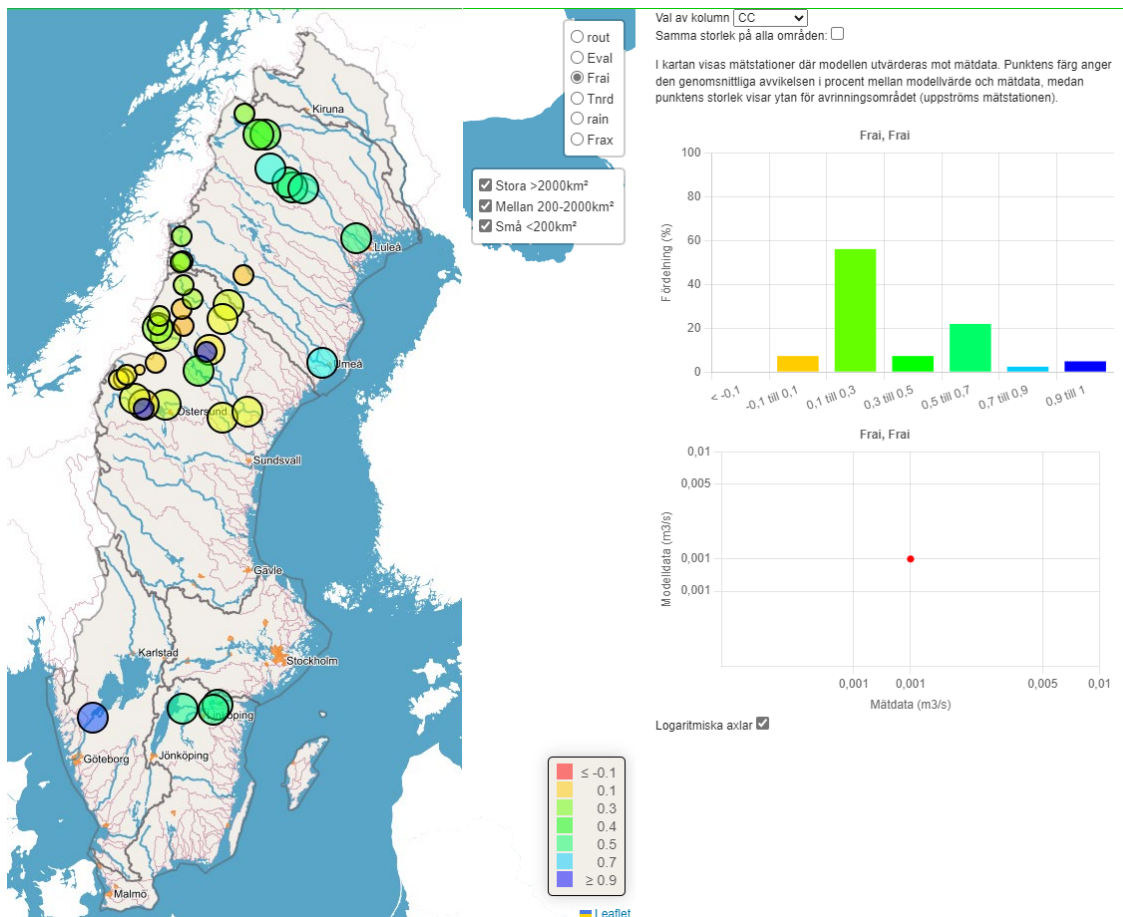 Kiruna
Luleå
Umeå
Östersund
Sundsvall
Gävle
Karlstad
Stockholm
Göteborg
Jönköping
Malmö
rout
Eval
Frai
Tnrd
rain
Frax
Stora >2000km²
Mellan 200-2000km²
Små <200km²
≤ -0.1
0.1
0.3
0.4
0.5
0.7
≥ 0.9
Leaflet
Val av kolumn CC
Samma storlek på alla områden:
I kartan visas mätstationer där modellen utvärderas mot mätdata. Punktens färg anger
den genomsnittliga avvikelsen i procent mellan modellvärde och mätdata, medan
punktens storlek visar ytan för avrinningsområdet (uppströms mätstationen).
Frai, Frai
Fördelning (%)
100
80
60
40
20
0
< -0.1
-0,1 till 0,1
0,1 till 0,3
0,3 till 0,5
0,5 till 0,7
0,7 till 0,9
0,9 till 1
Frai, Frai
Modelldata (m3/s)
0,01
0,005
0,001
0,001
0,001
0,001
0,005
0,01
Mätdata (m3/s)
Logaritmiska axlar